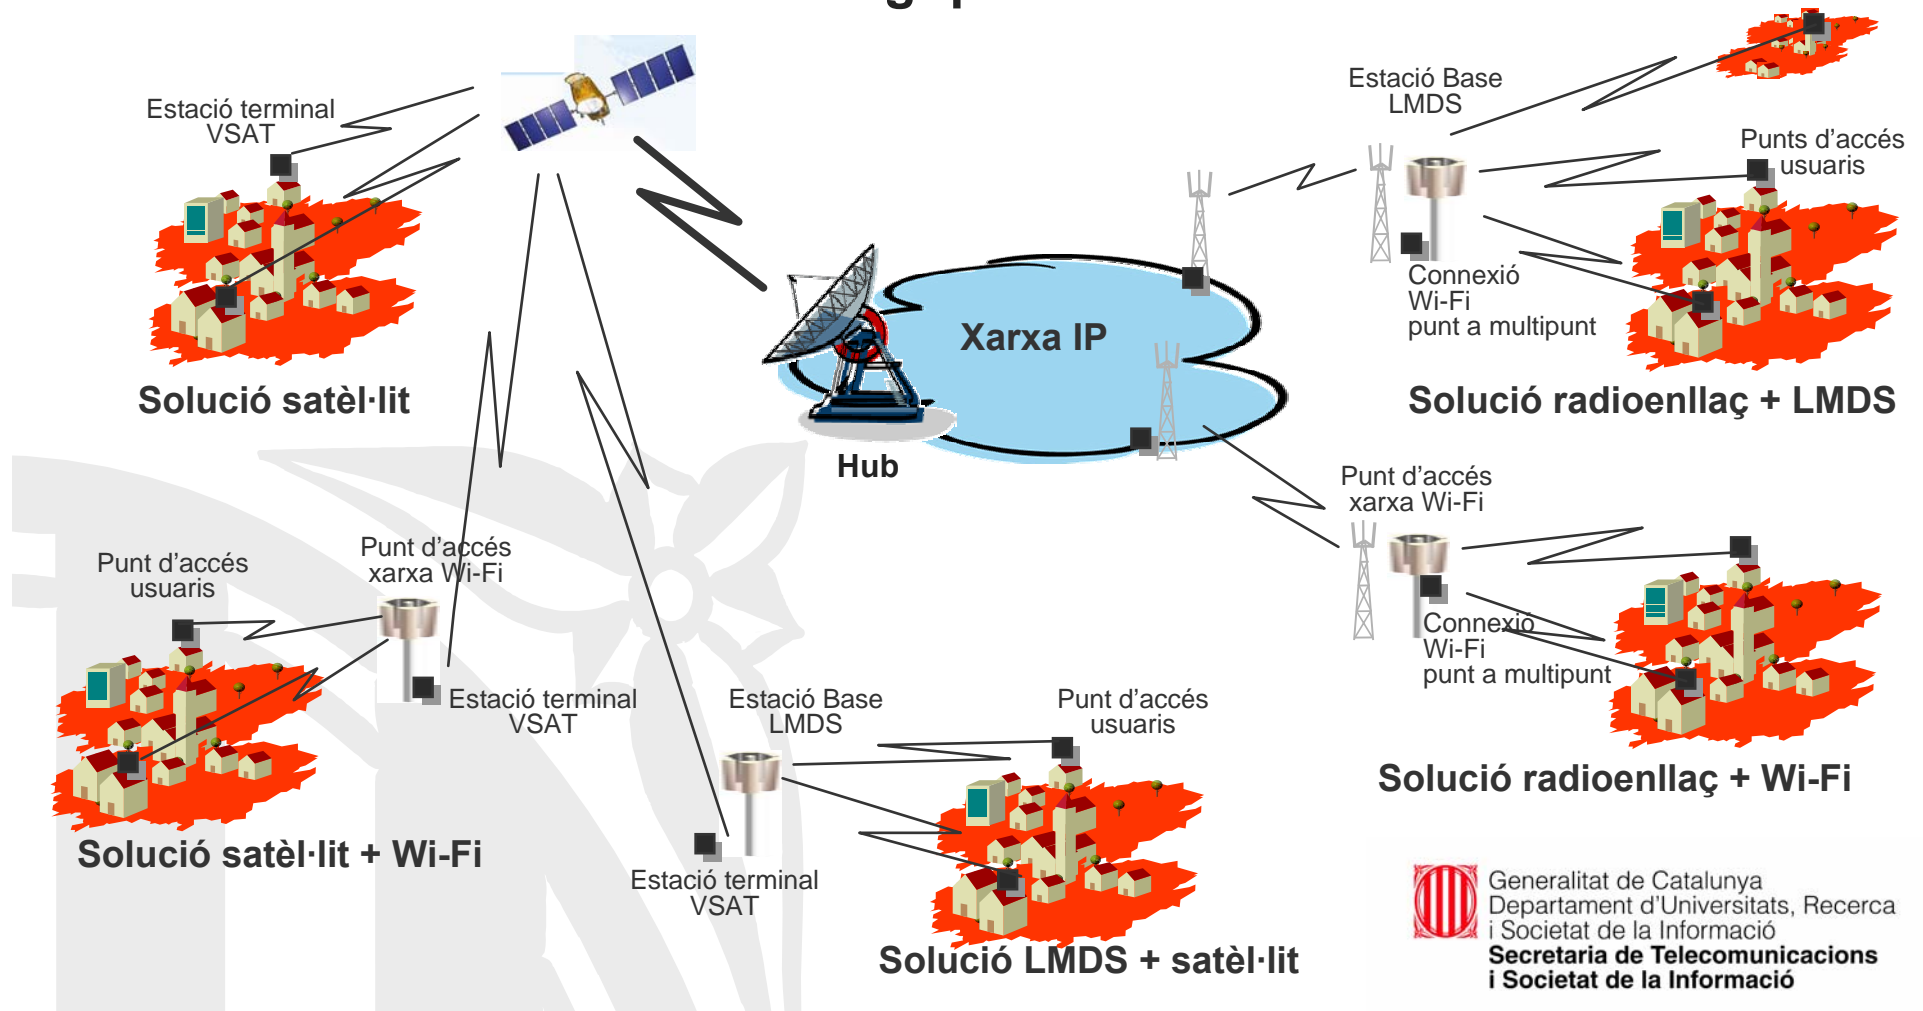 Estació terminal
VSAT
Solució satèl·lit
Estació Base
LMDS
Punts d’accés
usuaris
Connexió
Wi-Fi
punt a multipunt
Solució radioenllaç + LMDS
Xarxa IP
Hub
Punt d’accés
xarxa Wi-Fi
Connexió
Wi-Fi
punt a multipunt
Solució radioenllaç + Wi-Fi
Punt d’accés
usuaris
Punt d’accés
xarxa Wi-Fi
Estació terminal
VSAT
Solució satèl·lit + Wi-Fi
Estació Base
LMDS
Punt d’accés
usuaris
Estació terminal
VSAT
Solució LMDS + satèl·lit
Generalitat de Catalunya
Departament d’Universitats, Recerca
i Societat de la Informació
Secretaria de Telecomunicacions
i Societat de la Informació